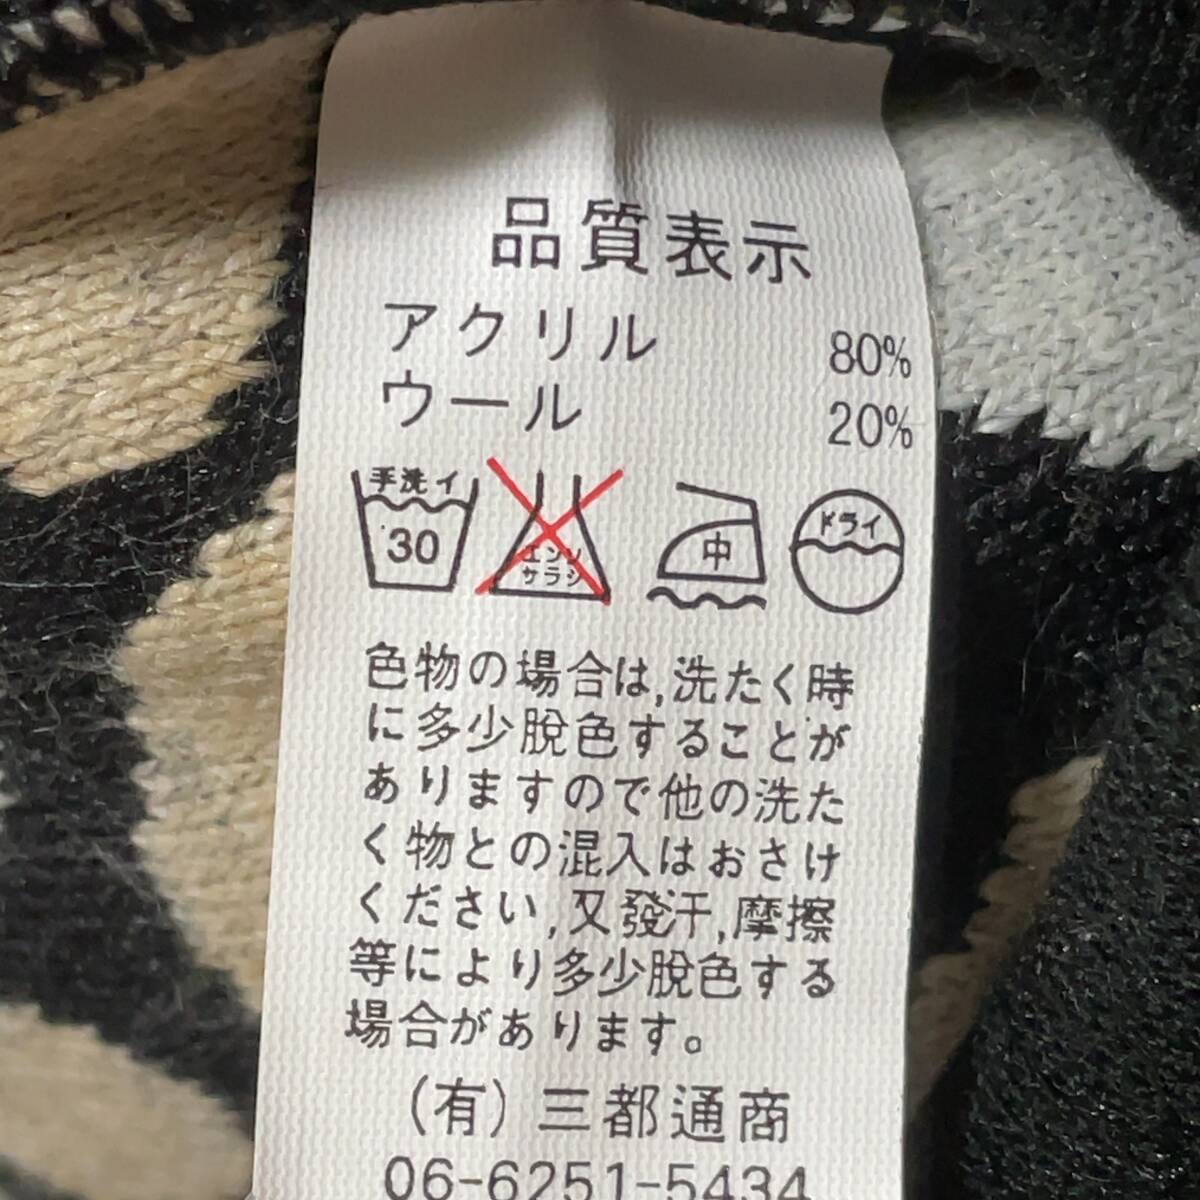 品質表示
アクリル 80%
ウール 20%
手洗イ
30
エンソ
サラシ
中
ドライ
色物の場合は,洗たく時
に多少脱色することが
ありますので他の洗た
く物との混入はおさけ
ください,又發汗,摩擦
等により多少脱色する
場合があります。
(有)三都通商
06-6251-5434